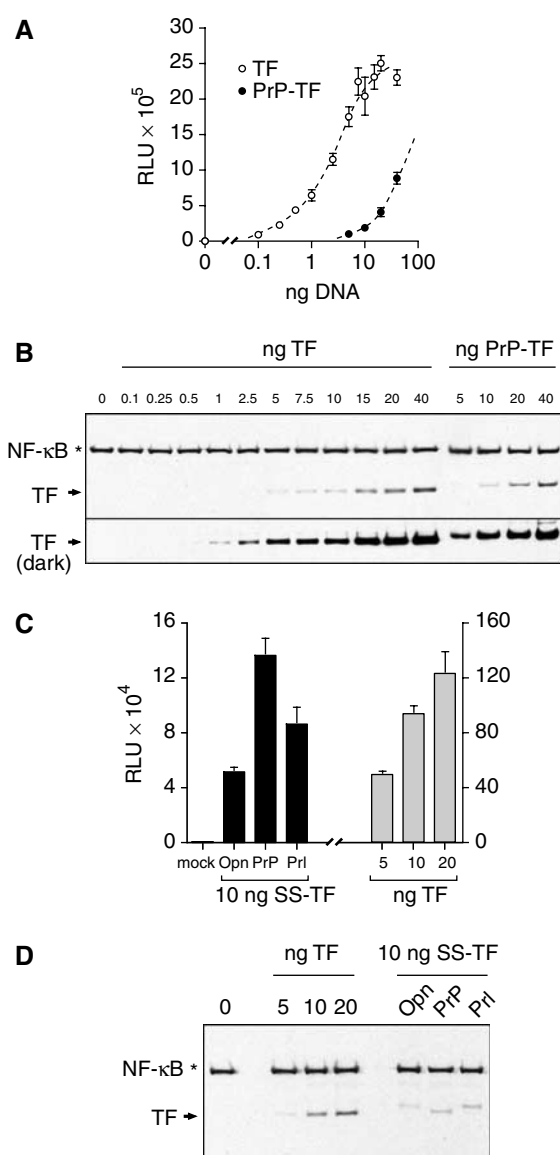 A
RLU × 10⁵
30
25
20
15
10
5
0
TF
PrP-TF
0 0.1 1 10 100
ng DNA
B
ng TF ng PrP-TF
0 0.1 0.25 0.5 1 2.5 5 7.5 10 15 20 40 5 10 20 40
NF-κB *
TF
TF
(dark)
C
RLU × 10⁴
16 160
12 120
8 80
4 40
0 0
mock Opn PrP Prl 5 10 20
10 ng SS-TF ng TF
D
ng TF 10 ng SS-TF
0 5 10 20 Opn PrP Prl
NF-κB *
TF